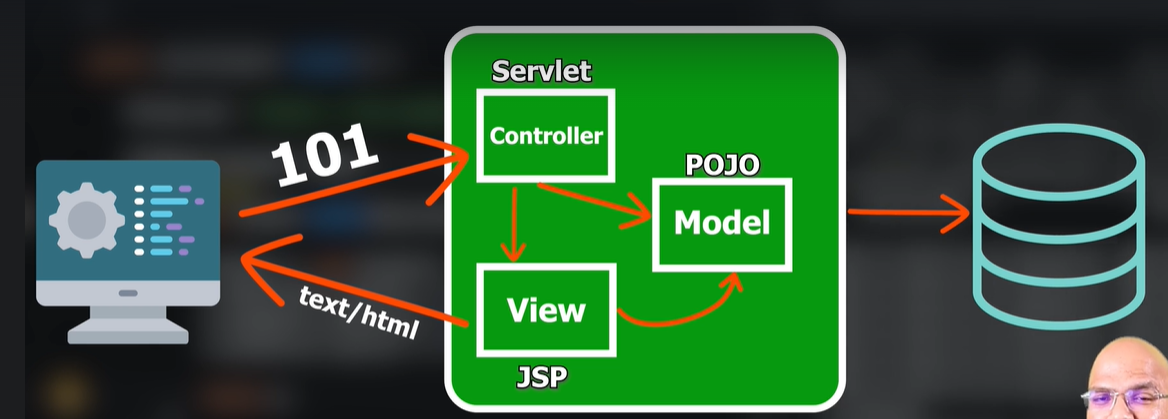 Servlet
Controller
101
POJO
Model
View
text/html
JSP